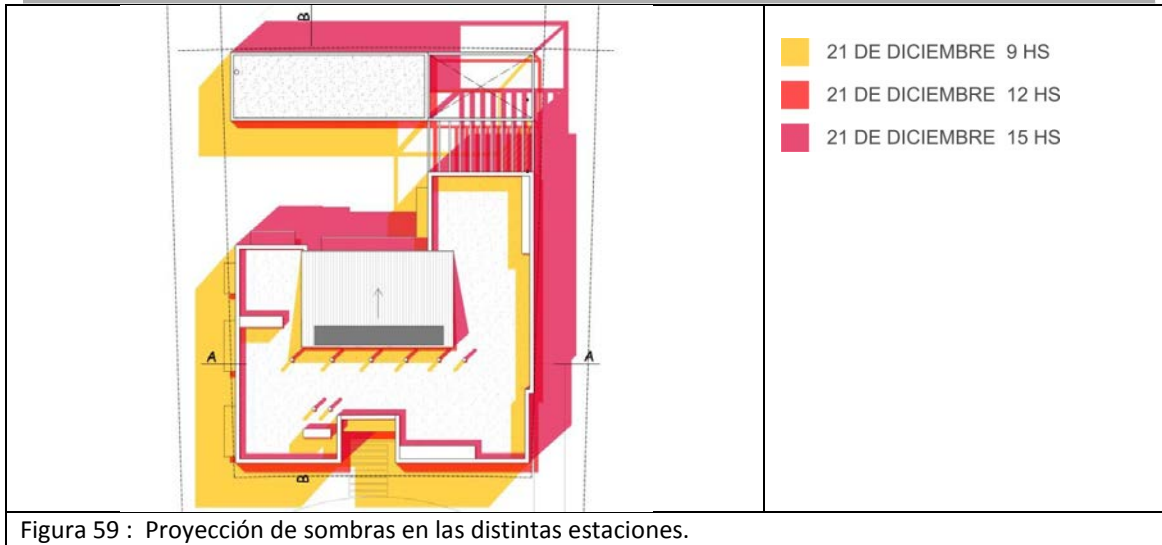 B
21 DE DICIEMBRE 9 HS
21 DE DICIEMBRE 12 HS
21 DE DICIEMBRE 15 HS
A
A
B
Figura 59 : Proyección de sombras en las distintas estaciones.